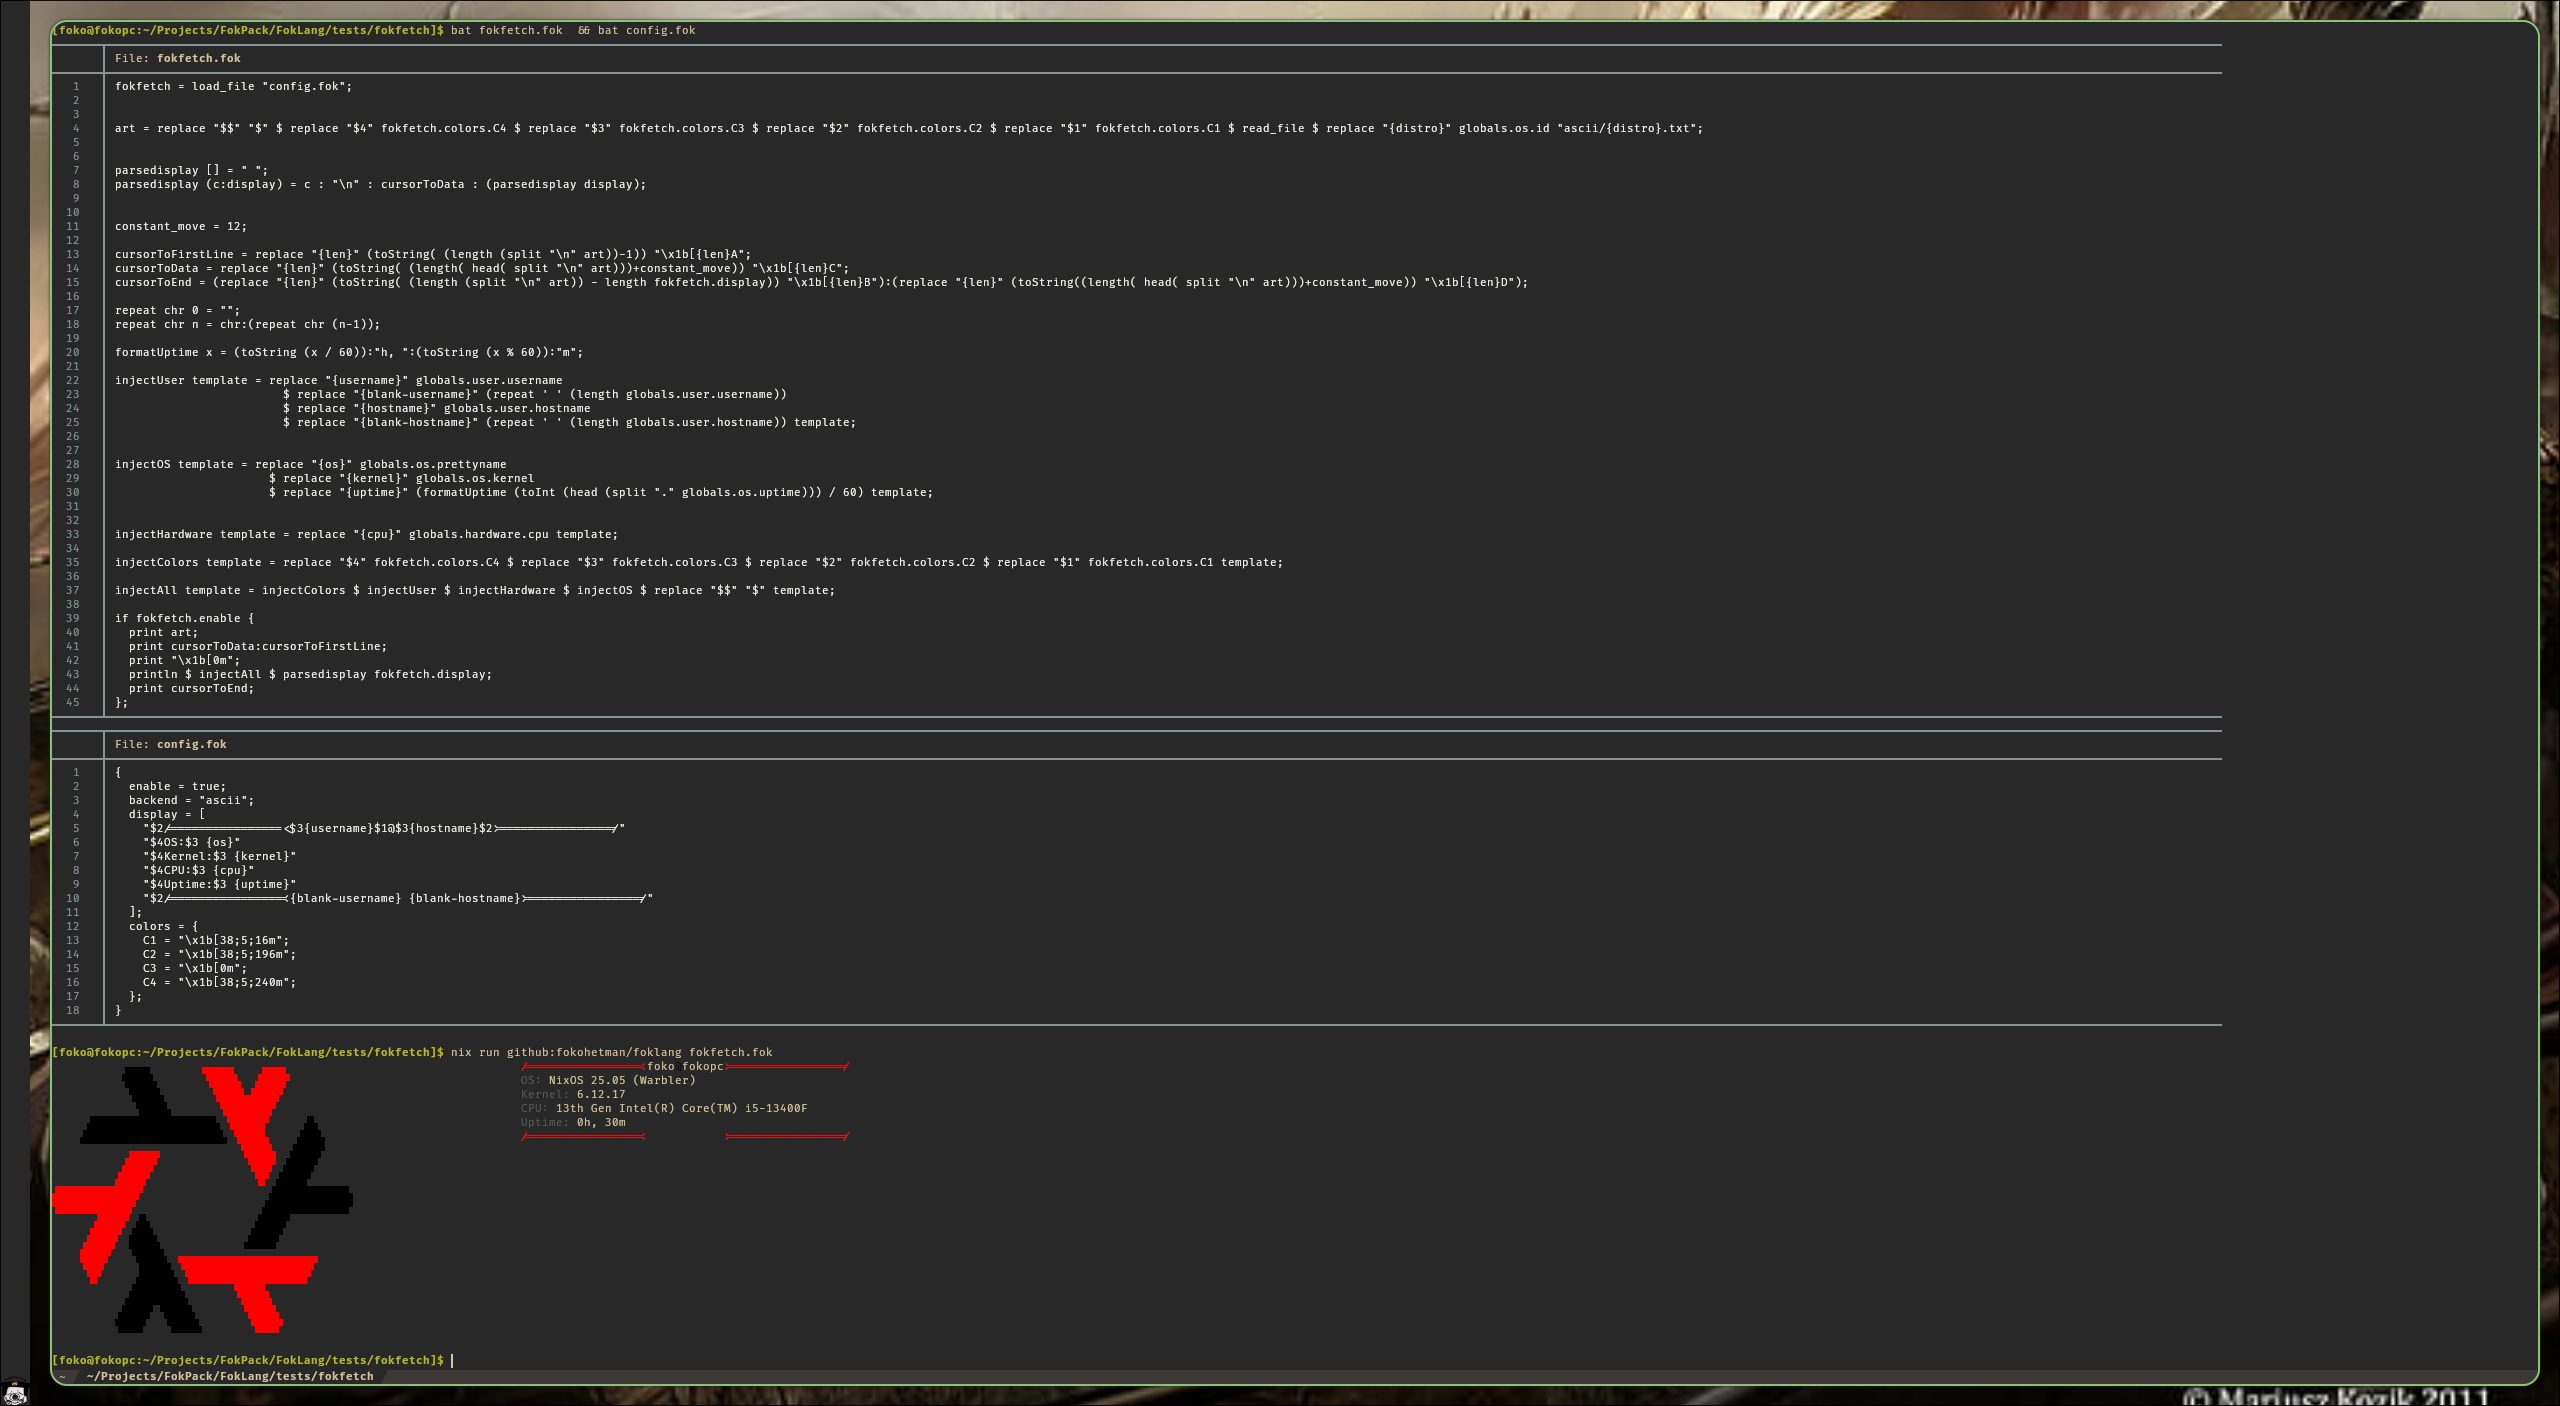 [foko@fokopc:~/Projects/FokPack/FokLang/tests/fokfetch]$ bat fokfetch.fok  && bat config.fok
File: fokfetch.fok
1 fokfetch = load_file "config.fok";
2
3
4 art = replace "$$" "$" $ replace "$4" fokfetch.colors.C4 $ replace "$3" fokfetch.colors.C3 $ replace "$2" fokfetch.colors.C2 $ replace "$1" fokfetch.colors.C1 $ read_file $ replace "{distro}" globals.os.id "ascii/{distro}.txt";
5
6
7 parsedisplay [] = " ";
8 parsedisplay (c:display) = c : "\n" : cursorToData : (parsedisplay display);
9
10
11 constant_move = 12;
12
13 cursorToFirstLine = replace "{len}" (toString( (length (split "\n" art))-1)) "\x1b[{len}A";
14 cursorToData = replace "{len}" (toString( (length( head( split "\n" art)))+constant_move)) "\x1b[{len}C";
15 cursorToEnd = (replace "{len}" (toString( (length (split "\n" art)) - length fokfetch.display)) "\x1b[{len}B"):(replace "{len}" (toString((length( head( split "\n" art)))+constant_move)) "\x1b[{len}D");
16
17 repeat chr 0 = "";
18 repeat chr n = chr:(repeat chr (n-1));
19
20 formatUptime x = (toString (x / 60)):"h, ":(toString (x % 60)):"m";
21
22 injectUser template = replace "{username}" globals.user.username
23                         $ replace "{blank-username}" (repeat ' ' (length globals.user.username))
24                         $ replace "{hostname}" globals.user.hostname
25                         $ replace "{blank-hostname}" (repeat ' ' (length globals.user.hostname)) template;
26
27
28 injectOS template = replace "{os}" globals.os.prettyname
29                       $ replace "{kernel}" globals.os.kernel
30                       $ replace "{uptime}" (formatUptime (toInt (head (split "." globals.os.uptime))) / 60) template;
31
32
33 injectHardware template = replace "{cpu}" globals.hardware.cpu template;
34
35 injectColors template = replace "$4" fokfetch.colors.C4 $ replace "$3" fokfetch.colors.C3 $ replace "$2" fokfetch.colors.C2 $ replace "$1" fokfetch.colors.C1 template;
36
37 injectAll template = injectColors $ injectUser $ injectHardware $ injectOS $ replace "$$" "$" template;
38
39 if fokfetch.enable {
40   print art;
41   print cursorToData:cursorToFirstLine;
42   print "\x1b[0m";
43   println $ injectAll $ parsedisplay fokfetch.display;
44   print cursorToEnd;
45 };
File: config.fok
1 {
2   enable = true;
3   backend = "ascii";
4   display = [
5     "$2/=================<$3{username}$1@$3{hostname}$2>=================/"
6     "$4OS:$3 {os}"
7     "$4Kernel:$3 {kernel}"
8     "$4CPU:$3 {cpu}"
9     "$4Uptime:$3 {uptime}"
10     "$2/=================<{blank-username} {blank-hostname}>=================/"
11   ];
12   colors = {
13     C1 = "\x1b[38;5;16m";
14     C2 = "\x1b[38;5;196m";
15     C3 = "\x1b[0m";
16     C4 = "\x1b[38;5;240m";
17   };
18 }
[foko@fokopc:~/Projects/FokPack/FokLang/tests/fokfetch]$ nix run github:fokohetman/foklang fokfetch.fok
/=================<foko fokopc>=================/
OS: NixOS 25.05 (Warbler)
Kernel: 6.12.17
CPU: 13th Gen Intel(R) Core(TM) i5-13400F
Uptime: 0h, 30m
/=================<           >=================/
[foko@fokopc:~/Projects/FokPack/FokLang/tests/fokfetch]$
~ ~/Projects/FokPack/FokLang/tests/fokfetch
© Mariusz Kozik 2011